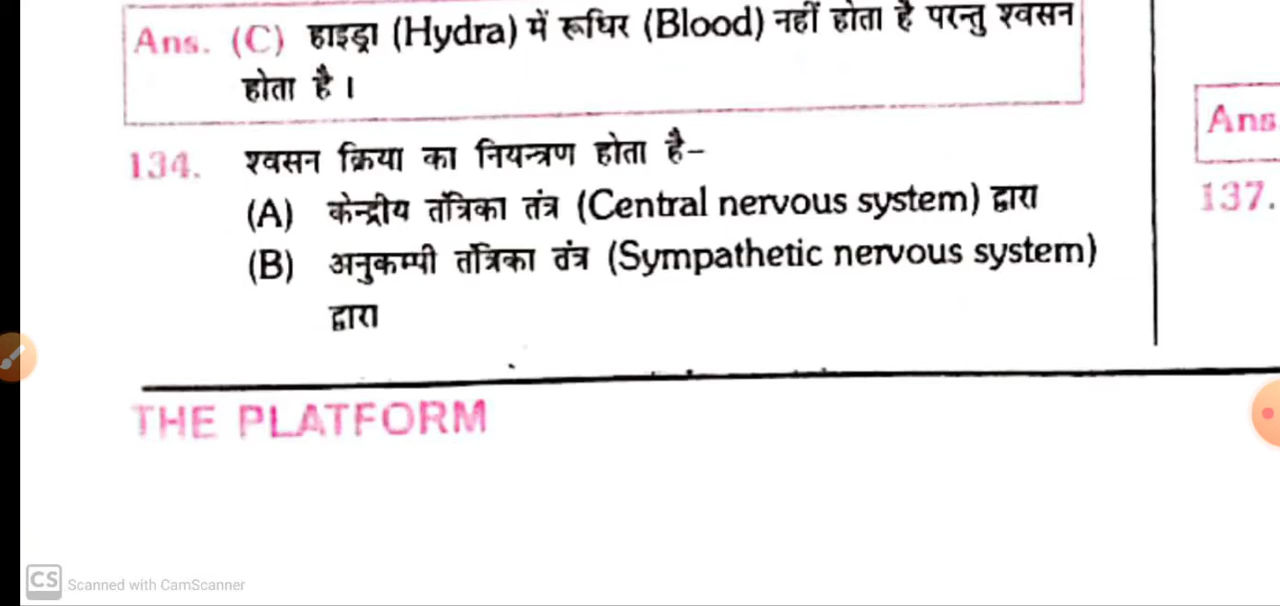 Ans. (C) हाइड्रा (Hydra) में रूधिर (Blood) नहीं होता है परन्तु श्वसन
होता है ।
134. श्वसन क्रिया का नियन्त्रण होता है–
(A) केन्द्रीय तंत्रिका तंत्र (Central nervous system) द्वारा
(B) अनुकम्पी तंत्रिका तंत्र (Sympathetic nervous system)
द्वारा
THE PLATFORM
Ans
137.
CS Scanned with CamScanner